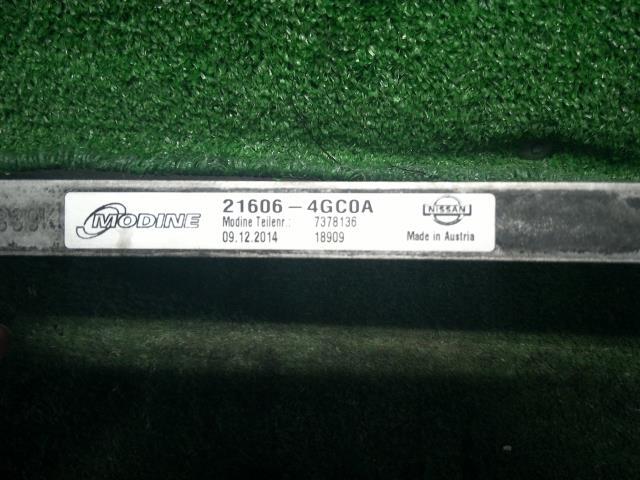 MODINE
21606-4GC0A
Modine Teilenr.: 7378136
09.12.2014 18909
NISSAN
Made in Austria